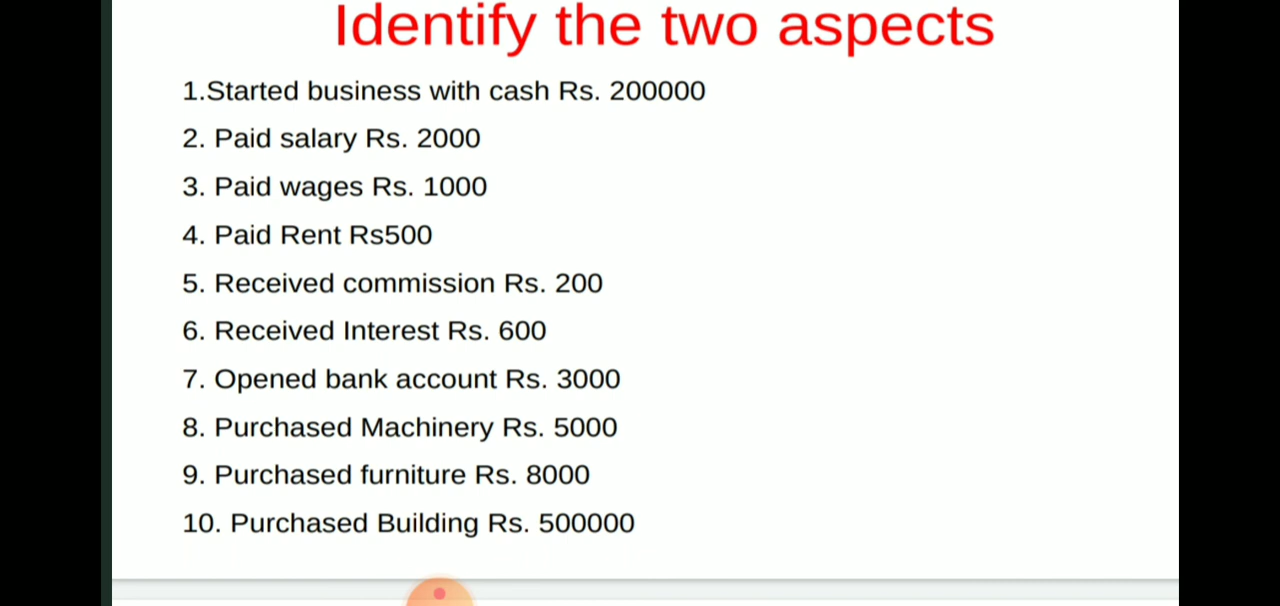 Identify the two aspects
1.Started business with cash Rs. 200000
2. Paid salary Rs. 2000
3. Paid wages Rs. 1000
4. Paid Rent Rs500
5. Received commission Rs. 200
6. Received Interest Rs. 600
7. Opened bank account Rs. 3000
8. Purchased Machinery Rs. 5000
9. Purchased furniture Rs. 8000
10. Purchased Building Rs. 500000